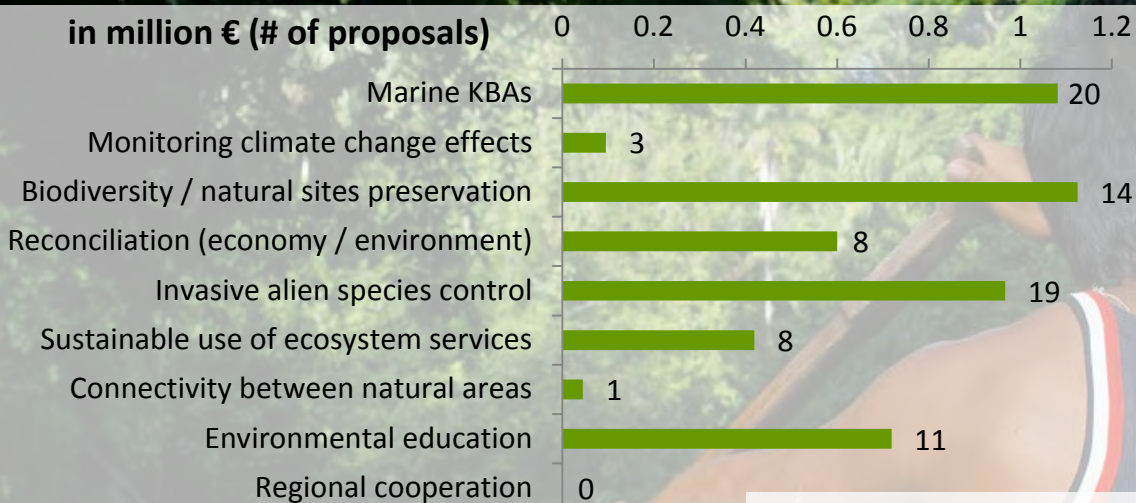 in million € (# of proposals) 0 0.2 0.4 0.6 0.8 1 1.2
Marine KBAs 20
Monitoring climate change effects 3
Biodiversity / natural sites preservation 14
Reconciliation (economy / environment) 8
Invasive alien species control 19
Sustainable use of ecosystem services 8
Connectivity between natural areas 1
Environmental education 11
Regional cooperation 0